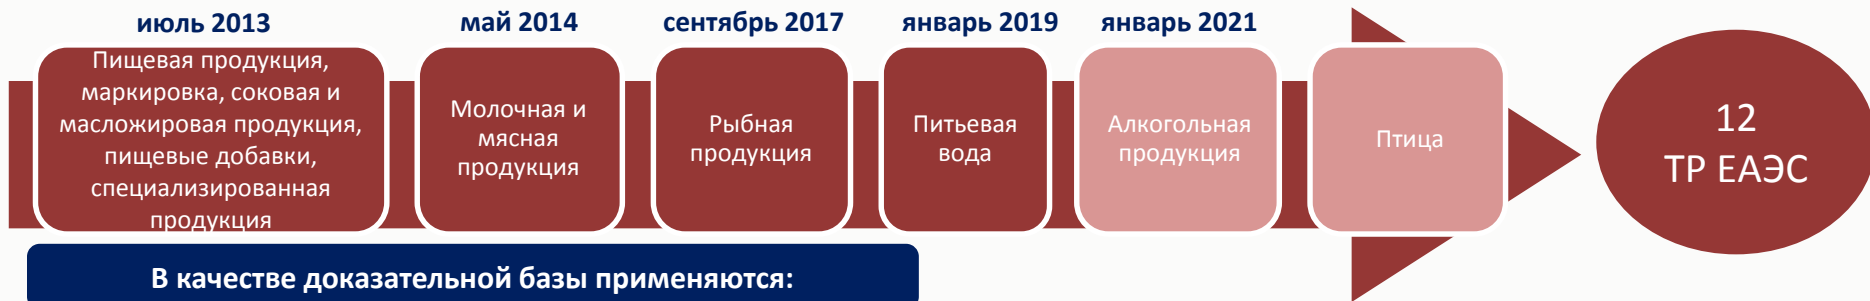 июль 2013
май 2014
сентябрь 2017
январь 2019
январь 2021
Пищевая продукция,
маркировка, соковая и
масложировая продукция,
пищевые добавки,
специализированная
продукция
Молочная и
мясная
продукция
Рыбная
продукция
Питьевая
вода
Алкогольная
продукция
Птица
12
ТР ЕАЭС
В качестве доказательной базы применяются: